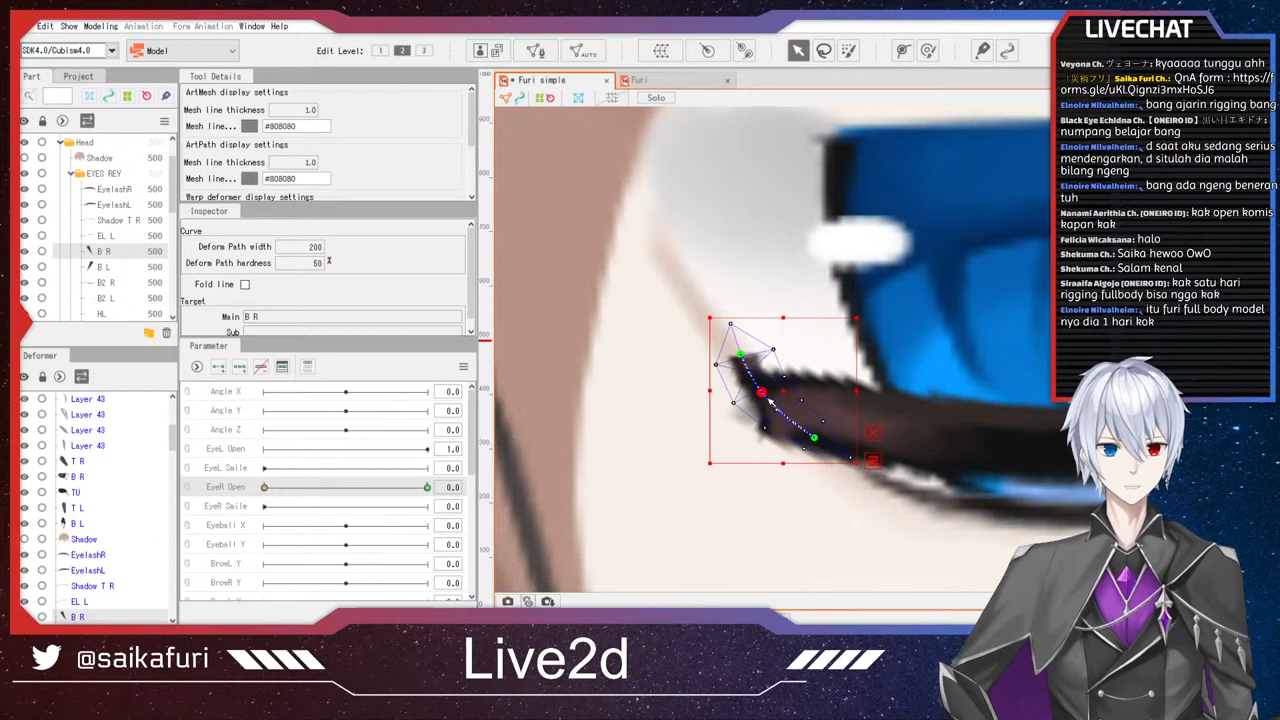 Edit Show Modeling Animation Form Animation Window Help
SDK4.0/Cubism4.0
Model
Edit Level: 1 2 3
AUTO
Part Project
Head
Shadow 500
EYES REY
EyelashR 500
EyelashL 500
Shadow T R 500
EL L 500
B R 500
B L 500
B2 R 500
B2 L 500
HL 500
Tool Details
ArtMesh display settings
Mesh line thickness 1.0
Mesh line... #808080
ArtPath display settings
Mesh line thickness 1.0
Mesh line... #808080
Warp deformer display settings
Inspector
Curve
Deform Path width 200
Deform Path hardness 50
Fold line
Target
Main B R
Sub
Deformer
Layer 43
Layer 43
Layer 43
Layer 43
T R
B R
TU
T L
B L
Shadow
EyelashR
EyelashL
Shadow T R
EL L
B R
Parameter
Angle X 0.0
Angle Y 0.0
Angle Z 0.0
EyeL Open 1.0
EyeL Smile 0.0
EyeR Open 0.0
EyeR Smile 0.0
Eyeball X 0.0
Eyeball Y 0.0
BrowL Y 0.0
BrowR Y 0.0
* Furi simple
Furi
Solo
LIVECHAT
Veyona Ch. ヴェヨーナ: kyaaaaa tunggu ahh
Saika Furi Ch.: QnA form : https://f
orms.gle/uKLQignzi3mxHoSJ6
Elnoire Nilvalheim: bang ajarin rigging bang
Black Eye Echidna Ch. [ONEIRO ID] 黒い目エキドナ:
numpang belajar bang
Elnoire Nilvalheim: d saat aku sedang serius
mendengarkan, d situlah dia malah
bilang ngeng
Elnoire Nilvalheim: bang ada ngeng beneran
tuh
Nanami Aerithia Ch. [ONEIRO ID]: kak open komis
kapan kak
Felicia Wicaksana: halo
Shekuma Ch.: Saika hewoo OwO
Shekuma Ch.: Salam kenal
Siraaifa Algojo [ONEIRO ID]: kak satu hari
rigging fullbody bisa ngga kak
Elnoire Nilvalheim: Itu furi full body model
nya dia 1 hari kok
@saikafuri
Live2d